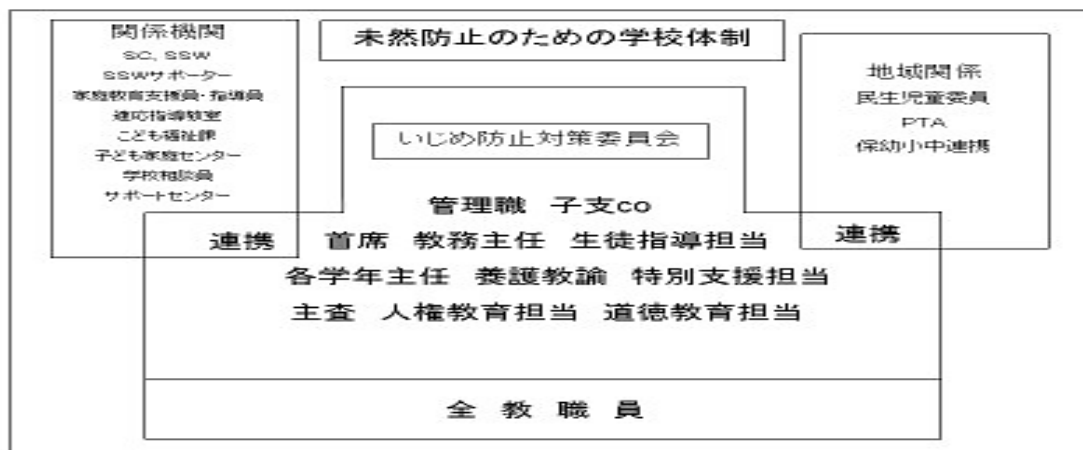 関係機関
SC, SSW
SSWサポーター
家庭教育支援員・指導員
適応指導教室
こども福祉課
子ども家庭センター
学校相談員
サポートセンター
未然防止のための学校体制
地域関係
民生児童委員
PTA
保幼小中連携
いじめ防止対策委員会
管理職 子支co
連携 首席 教務主任 生徒指導担当 連携
各学年主任 養護教諭 特別支援担当
主査 人権教育担当 道徳教育担当
全教職員